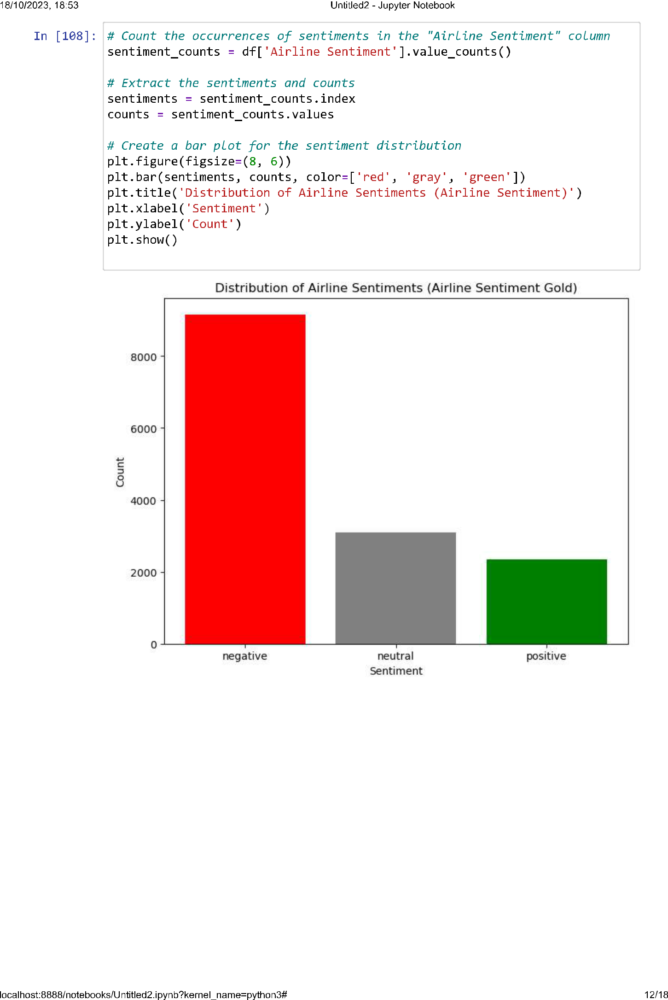 18/10/2023, 18:53 Untitled2 - Jupyter Notebook
In [108]: # Count the occurrences of sentiments in the "Airline Sentiment" column
sentiment_counts = df['Airline Sentiment'].value_counts()
# Extract the sentiments and counts
sentiments = sentiment_counts.index
counts = sentiment_counts.values
# Create a bar plot for the sentiment distribution
plt.figure(figsize=(8, 6))
plt.bar(sentiments, counts, color=['red', 'gray', 'green'])
plt.title('Distribution of Airline Sentiments (Airline Sentiment)')
plt.xlabel('Sentiment')
plt.ylabel('Count')
plt.show()
Distribution of Airline Sentiments (Airline Sentiment Gold)
8000
6000
Count
4000
2000
0
negative neutral positive
Sentiment
localhost:8888/notebooks/Untitled2.ipynb?kernel_name=python3# 12/18